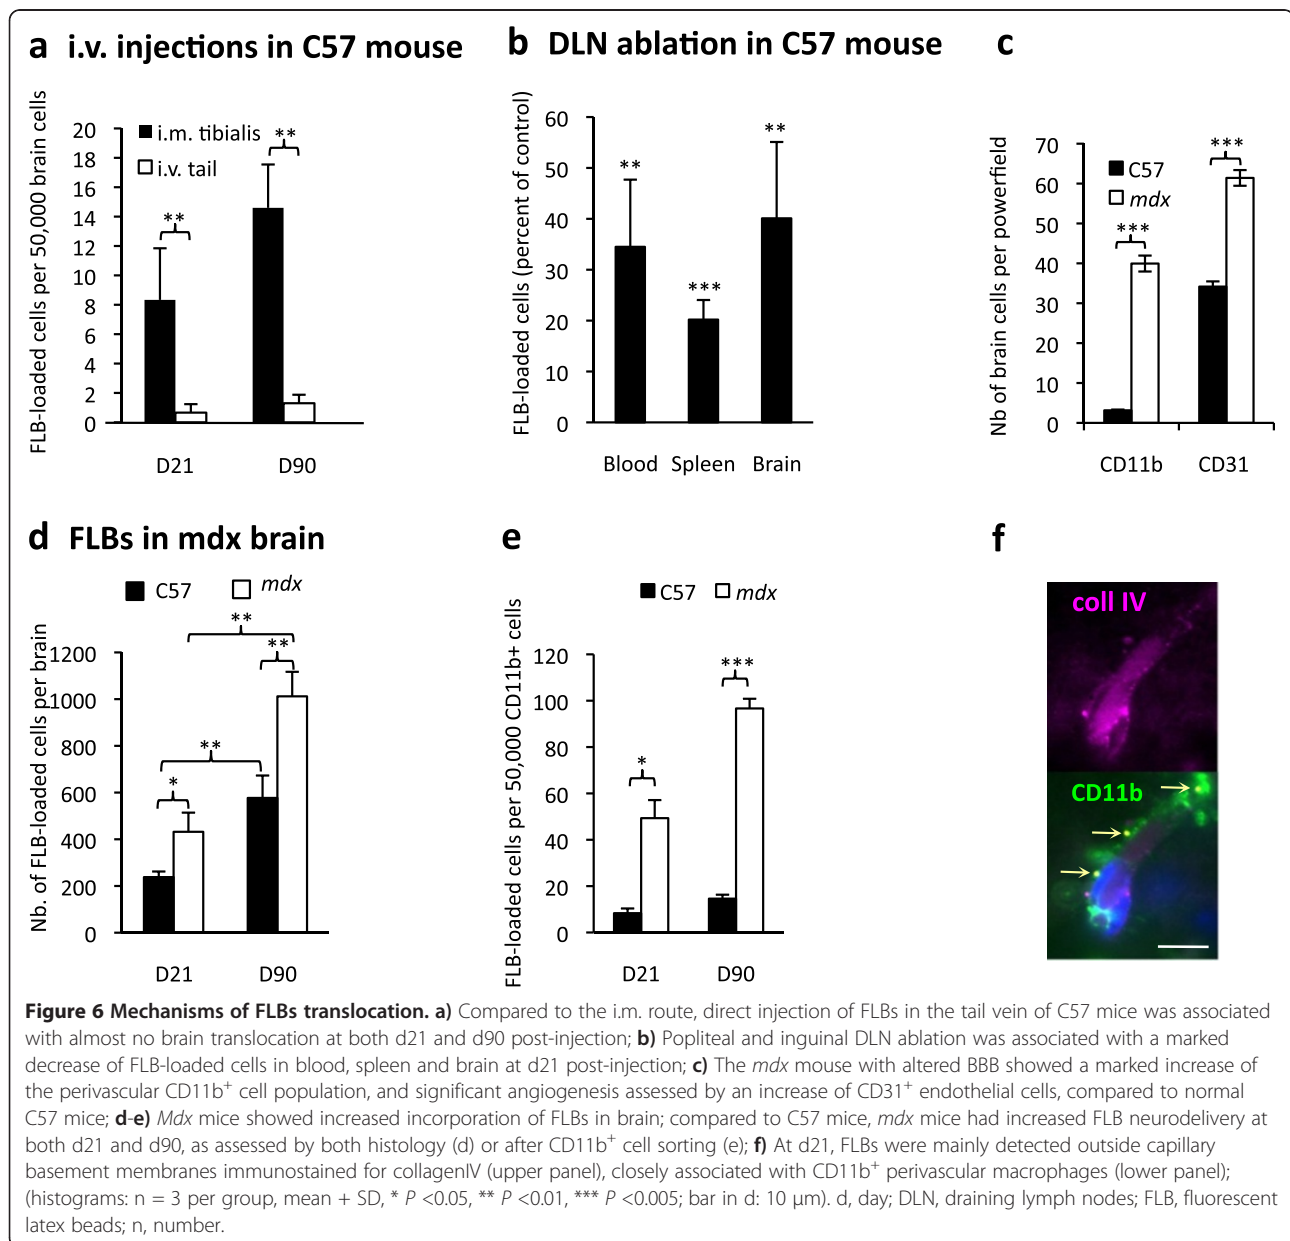 a i.v. injections in C57 mouse
FLB-loaded cells per 50,000 brain cells
20
18
16
14
12
10
8
6
4
2
0
i.m. tibialis
i.v. tail
**
**
D21
D90
b DLN ablation in C57 mouse
FLB-loaded cells (percent of control)
60
50
40
30
20
10
0
**
***
**
Blood Spleen Brain
c
Nb of brain cells per powerfield
70
60
50
40
30
20
10
0
C57
mdx
***
***
CD11b
CD31
d FLBs in mdx brain
C57
mdx
Nb. of FLB-loaded cells per brain
1200
1000
800
600
400
200
0
*
**
**
**
D21
D90
e
C57
mdx
FLB-loaded cells per 50,000 CD11b+ cells
120
100
80
60
40
20
0
*
***
D21
D90
f
coll IV
CD11b
Figure 6 Mechanisms of FLBs translocation. a) Compared to the i.m. route, direct injection of FLBs in the tail vein of C57 mice was associated
with almost no brain translocation at both d21 and d90 post-injection; b) Popliteal and inguinal DLN ablation was associated with a marked
decrease of FLB-loaded cells in blood, spleen and brain at d21 post-injection; c) The mdx mouse with altered BBB showed a marked increase of
the perivascular CD11b⁺ cell population, and significant angiogenesis assessed by an increase of CD31⁺ endothelial cells, compared to normal
C57 mice; d-e) Mdx mice showed increased incorporation of FLBs in brain; compared to C57 mice, mdx mice had increased FLB neurodelivery at
both d21 and d90, as assessed by both histology (d) or after CD11b⁺ cell sorting (e); f) At d21, FLBs were mainly detected outside capillary
basement membranes immunostained for collagenIV (upper panel), closely associated with CD11b⁺ perivascular macrophages (lower panel);
(histograms: n = 3 per group, mean + SD, * P <0.05, ** P <0.01, *** P <0.005; bar in d: 10 μm). d, day; DLN, draining lymph nodes; FLB, fluorescent
latex beads; n, number.